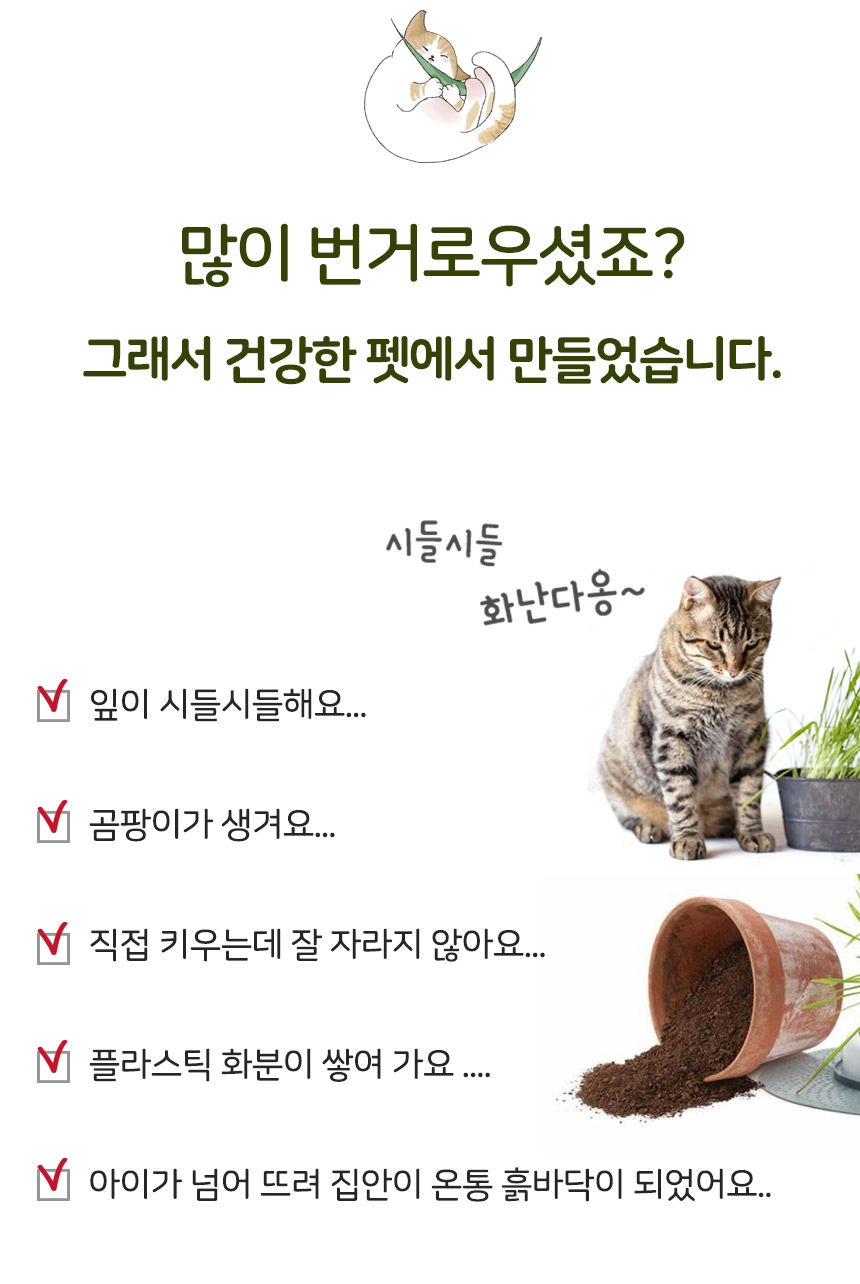 많이 번거로우셨죠?
그래서 건강한 펫에서 만들었습니다.
시들시들
화난다옹~
잎이 시들시들해요...
곰팡이가 생겨요...
직접 키우는데 잘 자라지 않아요...
플라스틱 화분이 쌓여 가요 ....
아이가 넘어 뜨려 집안이 온통 흙바닥이 되었어요..